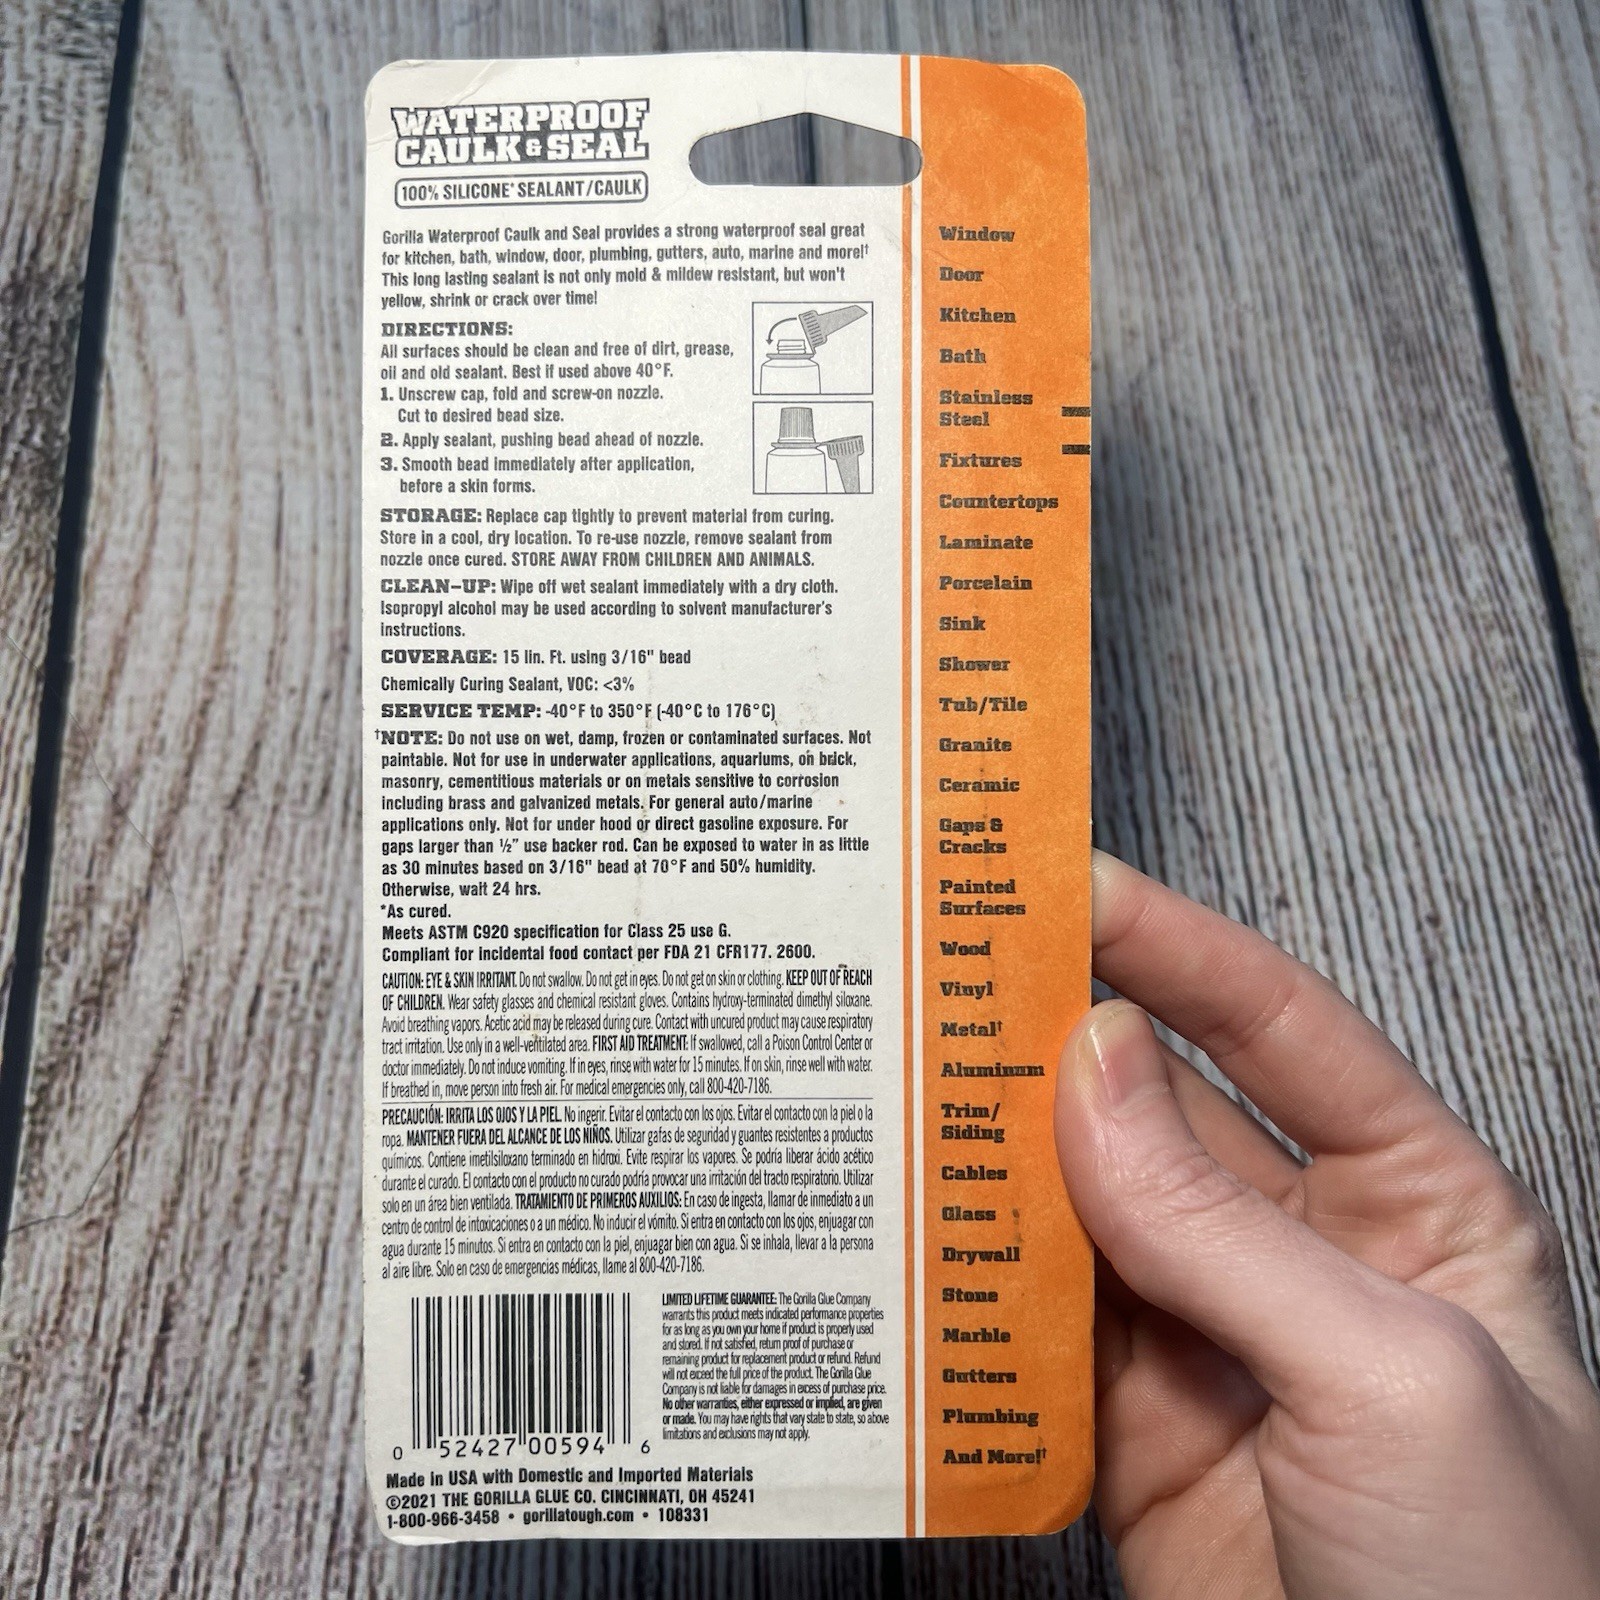 WATERPROOF
CAULK & SEAL
100% SILICONE* SEALANT/CAULK
Gorilla Waterproof Caulk and Seal provides a strong waterproof seal great
for kitchen, bath, window, door, plumbing, gutters, auto, marine and more!†
This long lasting sealant is not only mold & mildew resistant, but won't
yellow, shrink or crack over time!
DIRECTIONS:
All surfaces should be clean and free of dirt, grease,
oil and old sealant. Best if used above 40°F.
1. Unscrew cap, fold and screw-on nozzle.
Cut to desired bead size.
2. Apply sealant, pushing bead ahead of nozzle.
3. Smooth bead immediately after application,
before a skin forms.
STORAGE: Replace cap tightly to prevent material from curing.
Store in a cool, dry location. To re-use nozzle, remove sealant from
nozzle once cured. STORE AWAY FROM CHILDREN AND ANIMALS.
CLEAN-UP: Wipe off wet sealant immediately with a dry cloth.
Isopropyl alcohol may be used according to solvent manufacturer's
instructions.
COVERAGE: 15 lin. Ft. using 3/16" bead
Chemically Curing Sealant, VOC: <3%
SERVICE TEMP: -40°F to 350°F (-40°C to 176°C)
†NOTE: Do not use on wet, damp, frozen or contaminated surfaces. Not
paintable. Not for use in underwater applications, aquariums, on brick,
masonry, cementitious materials or on metals sensitive to corrosion
including brass and galvanized metals. For general auto/marine
applications only. Not for under hood or direct gasoline exposure. For
gaps larger than ½" use backer rod. Can be exposed to water in as little
as 30 minutes based on 3/16" bead at 70°F and 50% humidity.
Otherwise, wait 24 hrs.
*As cured.
Meets ASTM C920 specification for Class 25 use G.
Compliant for incidental food contact per FDA 21 CFR177. 2600.
CAUTION: EYE & SKIN IRRITANT. Do not swallow. Do not get in eyes. Do not get on skin or clothing. KEEP OUT OF REACH
OF CHILDREN. Wear safety glasses and chemical resistant gloves. Contains hydroxy-terminated dimethyl siloxane.
Avoid breathing vapors. Acetic acid may be released during cure. Contact with uncured product may cause respiratory
tract irritation. Use only in a well-ventilated area. FIRST AID TREATMENT: If swallowed, call a Poison Control Center or
doctor immediately. Do not induce vomiting. If in eyes, rinse with water for 15 minutes. If on skin, rinse well with water.
If breathed in, move person into fresh air. For medical emergencies only, call 800-420-7186.
PRECAUCIÓN: IRRITA LOS OJOS Y LA PIEL. No ingerir. Evitar el contacto con los ojos. Evitar el contacto con la piel o la
ropa. MANTENER FUERA DEL ALCANCE DE LOS NIÑOS. Utilizar gafas de seguridad y guantes resistentes a productos
químicos. Contiene imetilsiloxano terminado en hidroxi. Evite respirar los vapores. Se podría liberar ácido acético
durante el curado. El contacto con el producto no curado podría provocar una irritación del tracto respiratorio. Utilizar
solo en un área bien ventilada. TRATAMIENTO DE PRIMEROS AUXILIOS: En caso de ingesta, llamar de inmediato a un
centro de control de intoxicaciones o a un médico. No inducir el vómito. Si entra en contacto con los ojos, enjuagar con
agua durante 15 minutos. Si entra en contacto con la piel, enjuagar bien con agua. Si se inhala, llevar a la persona
al aire libre. Solo en caso de emergencias médicas, llame al 800-420-7186.
LIMITED LIFETIME GUARANTEE: The Gorilla Glue Company
warrants this product meets indicated performance properties
for as long as you own your home if product is properly used
and stored. If not satisfied, return proof of purchase or
remaining product for replacement product or refund. Refund
will not exceed the full price of the product. The Gorilla Glue
Company is not liable for damages in excess of purchase price.
No other warranties, either expressed or implied, are given
or made. You may have rights that vary state to state, so above
limitations and exclusions may not apply.
0 52427 00594 6
Made in USA with Domestic and Imported Materials
©2021 THE GORILLA GLUE CO. CINCINNATI, OH 45241
1-800-966-3458 • gorillatough.com • 108331
Window
Door
Kitchen
Bath
Stainless
Steel
Fixtures
Countertops
Laminate
Porcelain
Sink
Shower
Tub/Tile
Granite
Ceramic
Gaps &
Cracks
Painted
Surfaces
Wood
Vinyl
Metal†
Aluminum
Trim/
Siding
Cables
Glass
Drywall
Stone
Marble
Gutters
Plumbing
And More!†